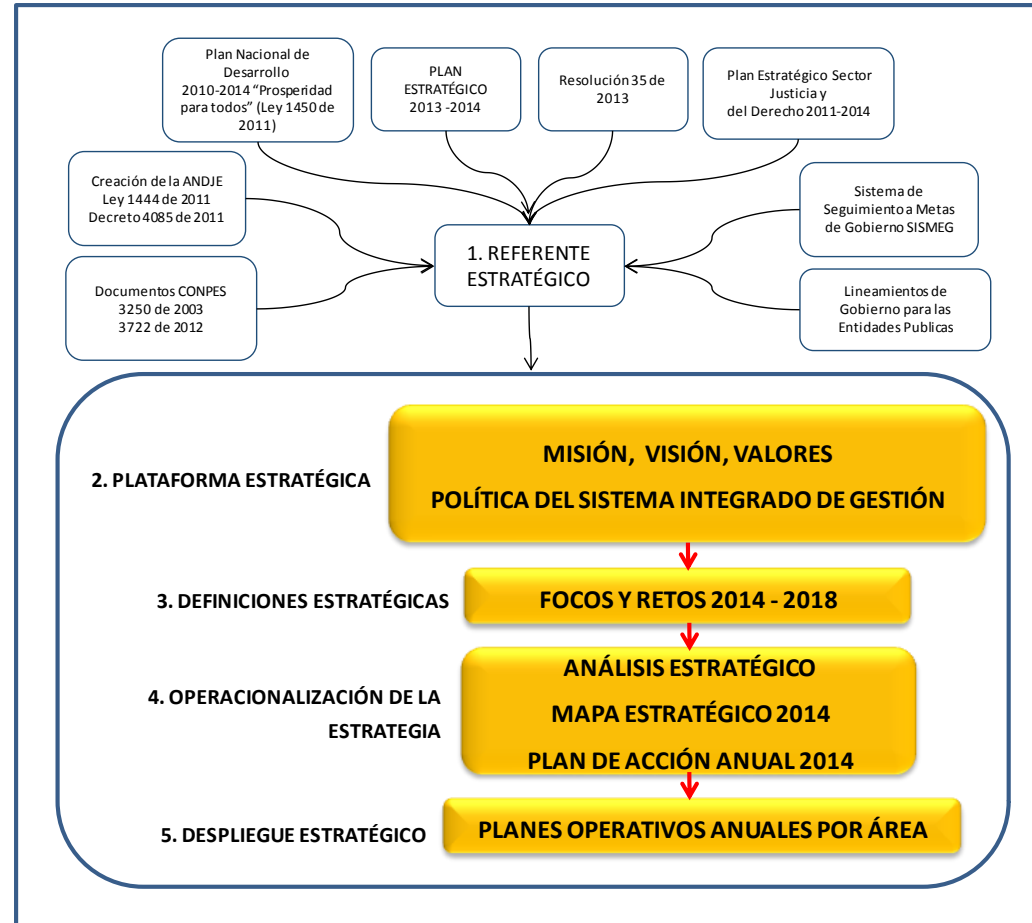 Plan Nacional de
Desarrollo
2010-2014 “Prosperidad
para todos” (Ley 1450 de
2011)
PLAN
ESTRATÉGICO
2013 -2014
Resolución 35 de
2013
Plan Estratégico Sector
Justicia y
del Derecho 2011-2014
Creación de la ANDJE
Ley 1444 de 2011
Decreto 4085 de 2011
Sistema de
Seguimiento a Metas
de Gobierno SISMEG
1. REFERENTE
ESTRATÉGICO
Documentos CONPES
3250 de 2003
3722 de 2012
Lineamientos de
Gobierno para las
Entidades Publicas
2. PLATAFORMA ESTRATÉGICA
MISIÓN, VISIÓN, VALORES
POLÍTICA DEL SISTEMA INTEGRADO DE GESTIÓN
3. DEFINICIONES ESTRATÉGICAS
FOCOS Y RETOS 2014 - 2018
4. OPERACIONALIZACIÓN DE LA
ESTRATEGIA
ANÁLISIS ESTRATÉGICO
MAPA ESTRATÉGICO 2014
PLAN DE ACCIÓN ANUAL 2014
5. DESPLIEGUE ESTRATÉGICO
PLANES OPERATIVOS ANUALES POR ÁREA